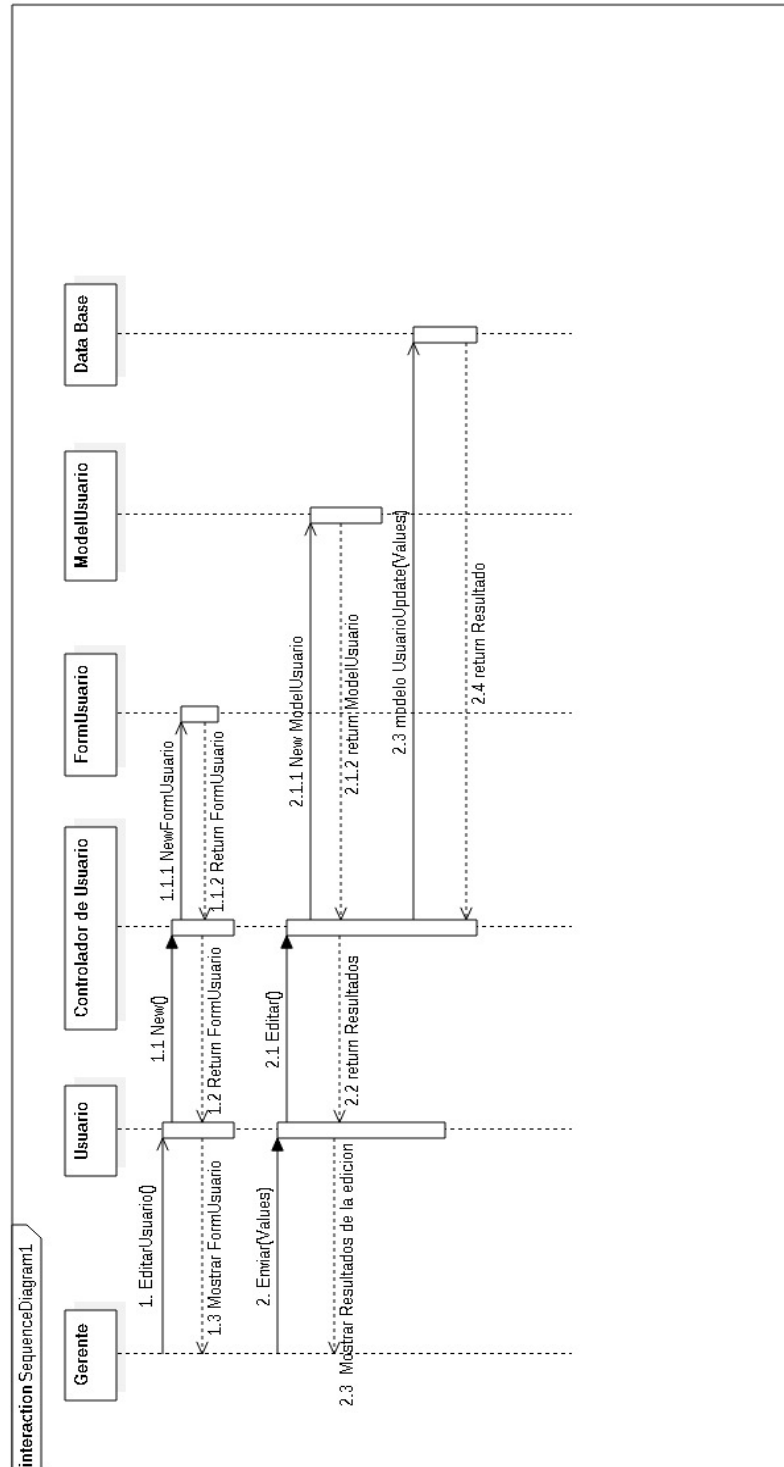 interaction SequenceDiagram1
Gerente
Usuario
Controlador de Usuario
FormUsuario
ModelUsuario
Data Base
1. EditarUsuario()
1.1 New()
1.1.1 NewFormUsuario
1.1.2 Return FormUsuario
1.2 Return FormUsuario
1.3 Mostrar FormUsuario
2. Enviar(Values)
2.1 Editar()
2.1.1 New ModelUsuario
2.1.2 return ModelUsuario
2.2 return Resultados
2.3 Mostrar Resultados de la edicion
2.3 modelo UsuarioUpdate(Values)
2.4 return Resultado